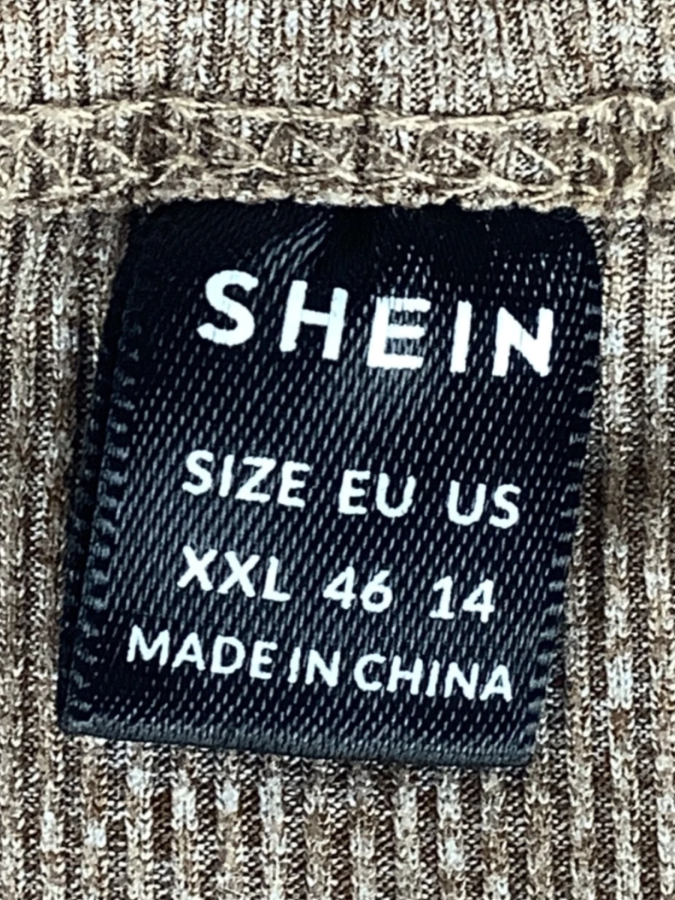 SHEIN
SIZE EU US
XXL 46 14
MADE IN CHINA